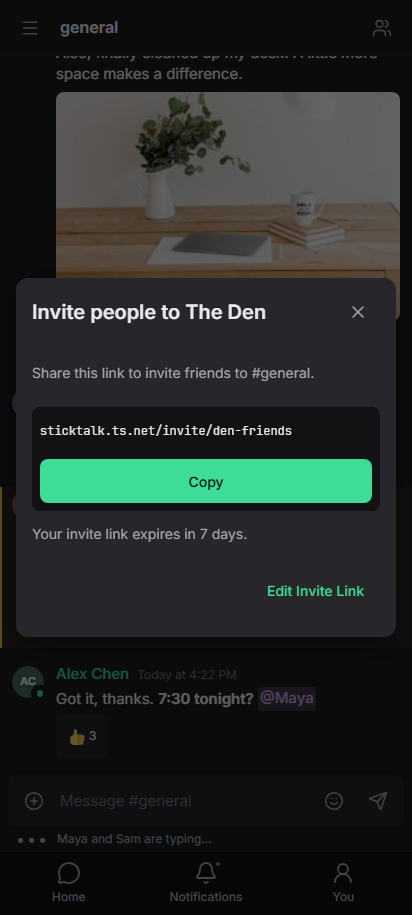 general
space makes a difference.
Invite people to The Den
Share this link to invite friends to #general.
sticktalk.ts.net/invite/den-friends
Copy
Your invite link expires in 7 days.
Edit Invite Link
AC
Alex Chen Today at 4:22 PM
Got it, thanks. 7:30 tonight? @Maya
👍 3
Message #general
Maya and Sam are typing...
Home Notifications You